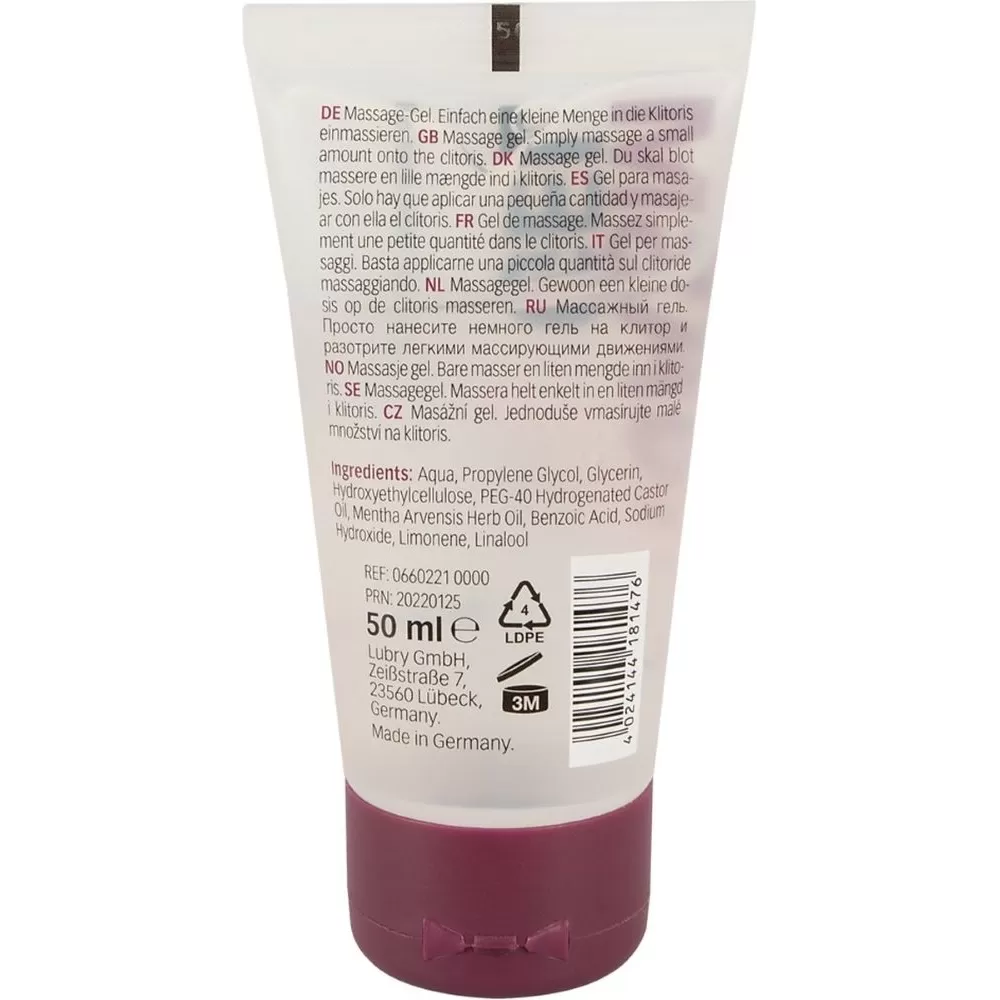 DE Massage-Gel. Einfach eine kleine Menge in die Klitoris
einmassieren. GB Massage gel. Simply massage a small
amount onto the clitoris. DK Massage gel. Du skal blot
massere en lille mængde ind i klitoris. ES Gel para masa-
jes. Solo hay que aplicar una pequeña cantidad y masaje-
ar con ella el clítoris. FR Gel de massage. Massez simple-
ment une petite quantité dans le clitoris. IT Gel per mas-
saggi. Basta applicarne una piccola quantità sul clitoride
massaggiando. NL Massagegel. Gewoon een kleine do-
sis op de clitoris masseren. RU Массажный гель.
Просто нанесите немного гель на клитор и
разотрите легкими массирующими движениями.
NO Massasje gel. Bare masser en liten mengde inn i klito-
ris. SE Massagegel. Massera helt enkelt in en liten mängd
i klitoris. CZ Masážní gel. Jednoduše vmasírujte malé
množství na klitoris.
Ingredients: Aqua, Propylene Glycol, Glycerin,
Hydroxyethylcellulose, PEG-40 Hydrogenated Castor
Oil, Mentha Arvensis Herb Oil, Benzoic Acid, Sodium
Hydroxide, Limonene, Linalool
REF: 0660221 0000
PRN: 20220125
50 ml e
Lubry GmbH,
Zeißstraße 7,
23560 Lübeck,
Germany.
Made in Germany.
4
LDPE
3M
4 024144 181476